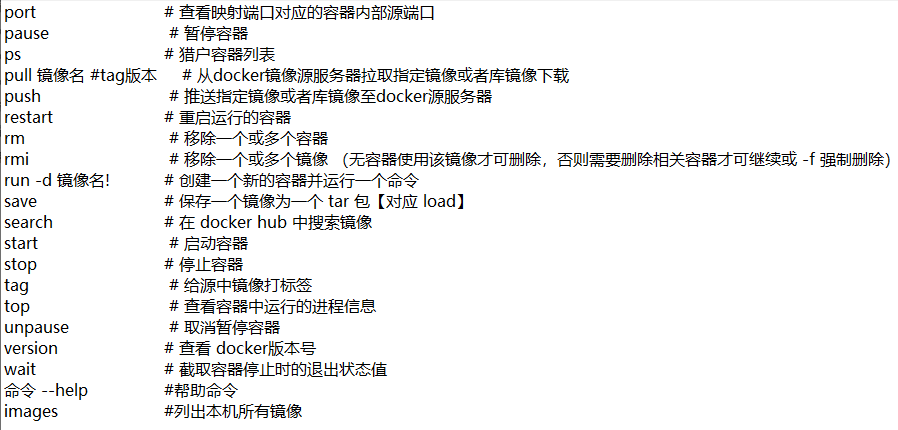 port # 查看映射端口对应的容器内部源端口
pause # 暂停容器
ps # 猎户容器列表
pull 镜像名 #tag版本 # 从docker镜像源服务器拉取指定镜像或者库镜像下载
push # 推送指定镜像或者库镜像至docker源服务器
restart # 重启运行的容器
rm # 移除一个或多个容器
rmi # 移除一个或多个镜像 （无容器使用该镜像才可删除，否则需要删除相关容器才可继续或 -f 强制删除）
run -d 镜像名! # 创建一个新的容器并运行一个命令
save # 保存一个镜像为一个 tar 包【对应 load】
search # 在 docker hub 中搜索镜像
start # 启动容器
stop # 停止容器
tag # 给源中镜像打标签
top # 查看容器中运行的进程信息
unpause # 取消暂停容器
version # 查看 docker版本号
wait # 截取容器停止时的退出状态值
命令 --help #帮助命令
images #列出本机所有镜像